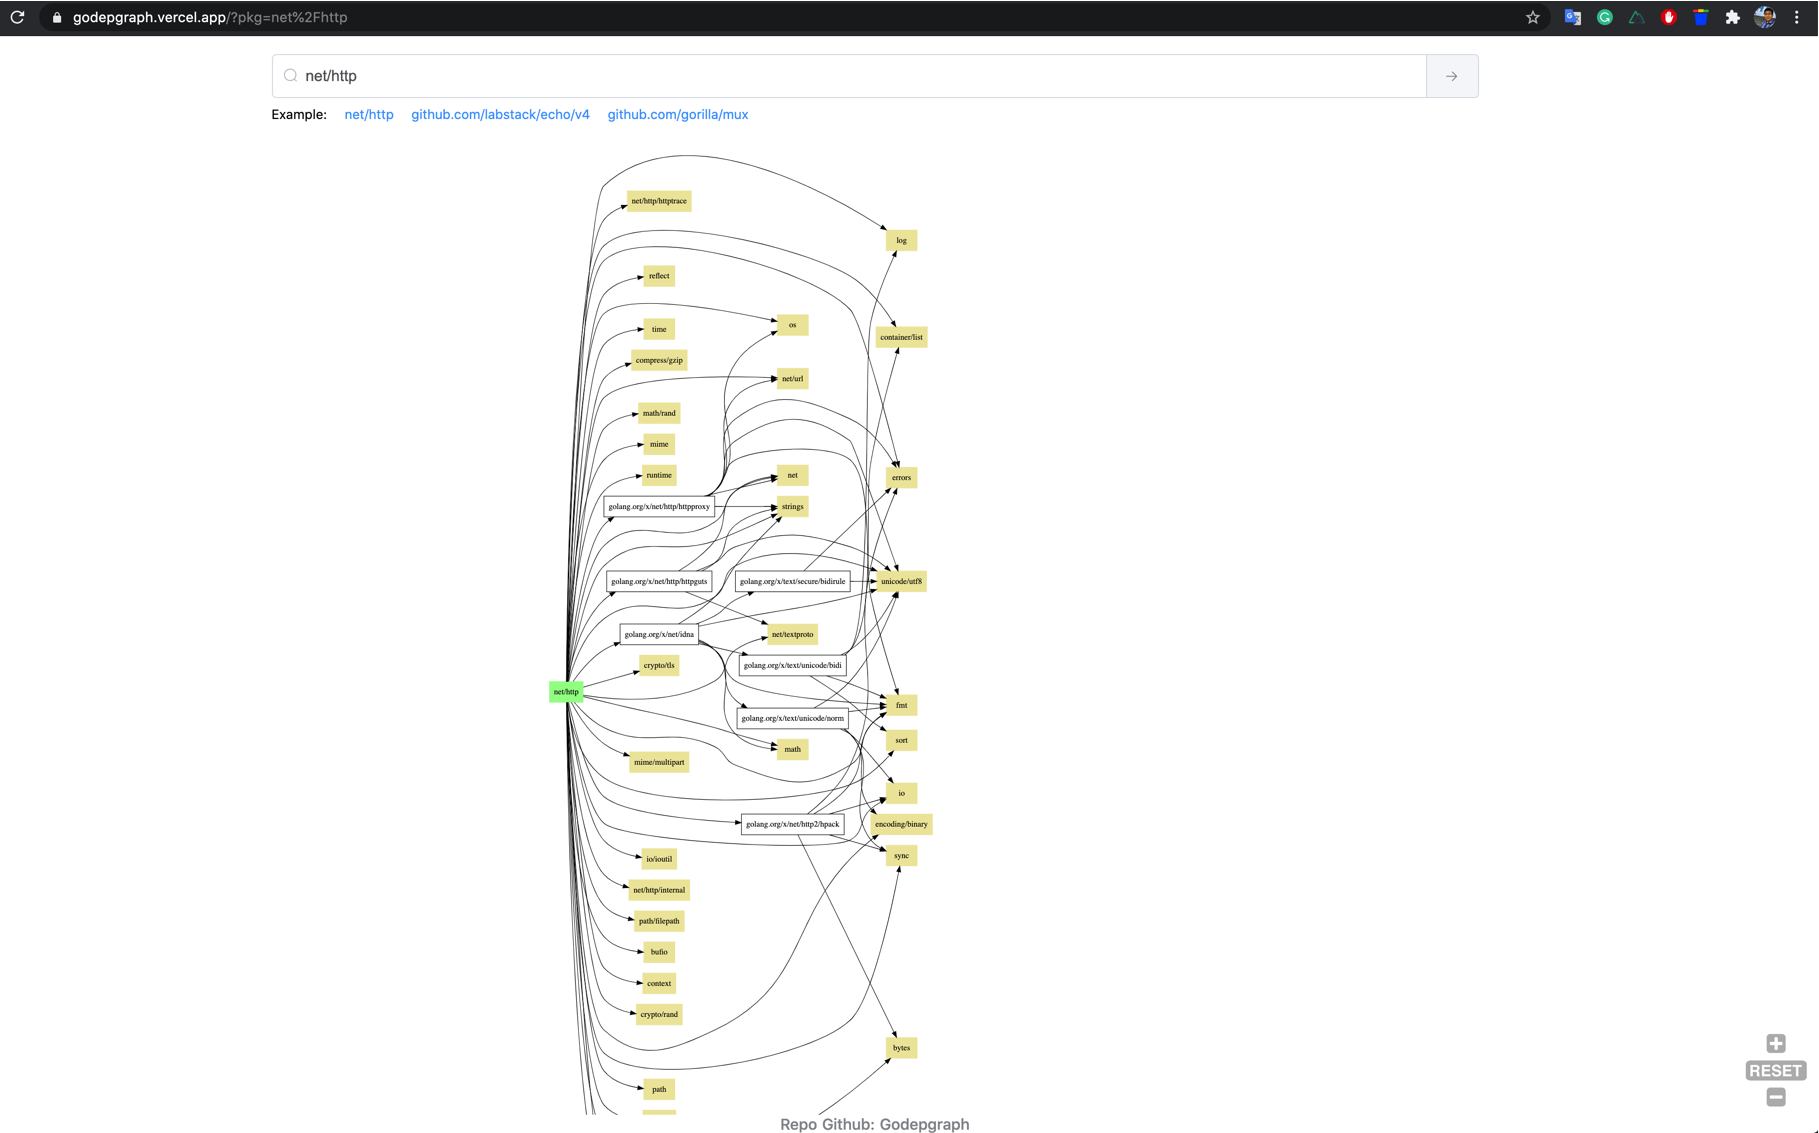 godepgraph.vercel.app/?pkg=net%2Fhttp
net/http
Example: net/http github.com/labstack/echo/v4 github.com/gorilla/mux
net/http/httptrace
log
reflect
os
time
container/list
compress/gzip
net/url
math/rand
mime
runtime
net
errors
golang.org/x/net/http/httpproxy
strings
golang.org/x/net/http/httpguts
golang.org/x/text/secure/bidirule
unicode/utf8
golang.org/x/net/idna
net/textproto
crypto/tls
golang.org/x/text/unicode/bidi
net/http
fmt
golang.org/x/text/unicode/norm
sort
math
mime/multipart
io
golang.org/x/net/http2/hpack
encoding/binary
sync
io/ioutil
net/http/internal
path/filepath
bufio
context
crypto/rand
bytes
RESET
path
Repo Github: Godepgraph